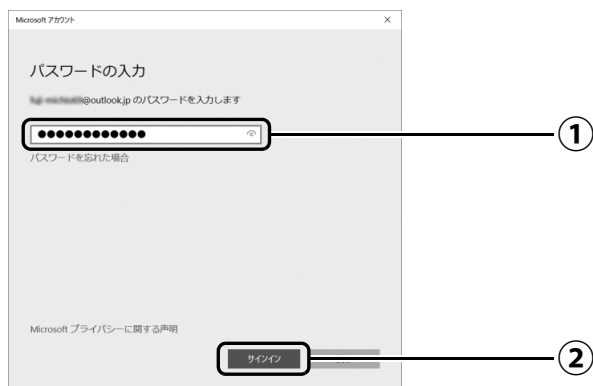 Microsoft アカウント
パスワードの入力
@outlook.jp のパスワードを入力します
●●●●●●●●●●●●
①
パスワードを忘れた場合
Microsoft プライバシーに関する声明
サインイン
②